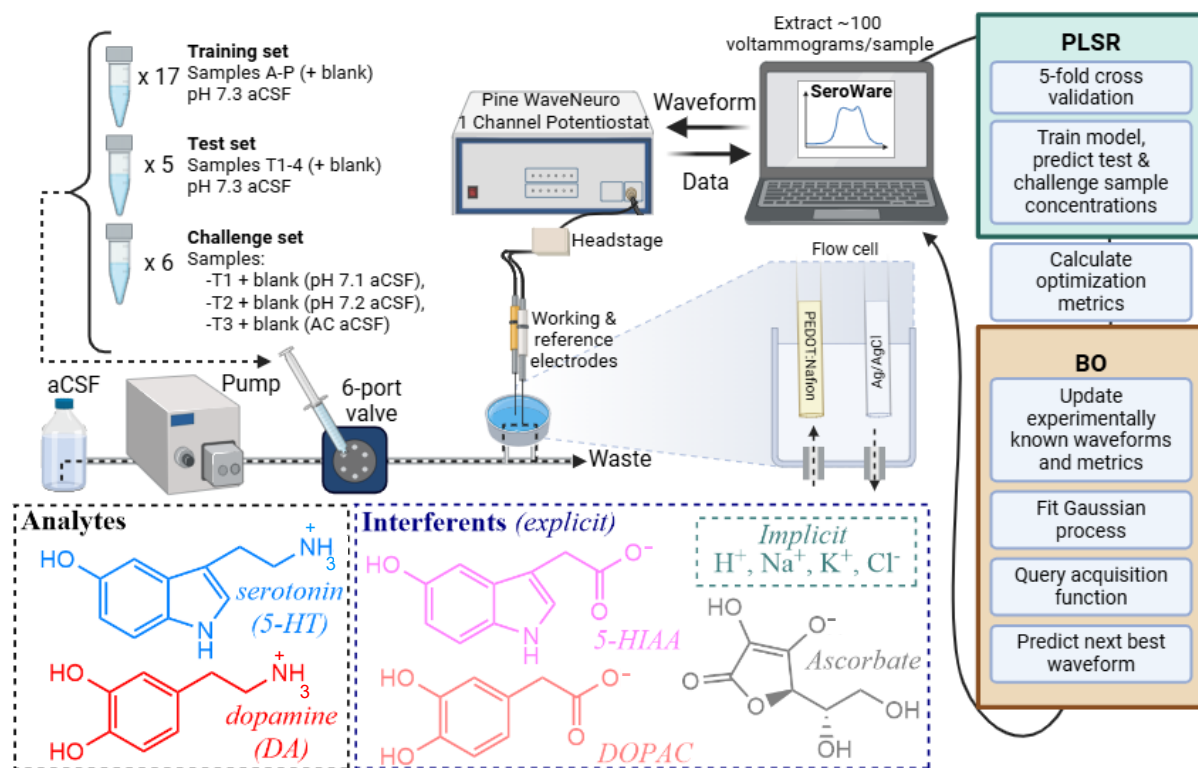 x 17
Training set
Samples A-P (+ blank)
pH 7.3 aCSF
x 5
Test set
Samples T1-4 (+ blank)
pH 7.3 aCSF
x 6
Challenge set
Samples:
-T1 + blank (pH 7.1 aCSF),
-T2 + blank (pH 7.2 aCSF),
-T3 + blank (AC aCSF)
Pine WaveNeuro
1 Channel Potentiostat
Waveform
Data
Extract ~100
voltammograms/sample
SeroWare
Headstage
Working &
reference
electrodes
Flow cell
PEDOT:Nafion
Ag/AgCl
aCSF
Pump
6-port
valve
Waste
PLSR
5-fold cross
validation
Train model,
predict test &
challenge sample
concentrations
Calculate
optimization
metrics
BO
Update
experimentally
known waveforms
and metrics
Fit Gaussian
process
Query acquisition
function
Predict next best
waveform
Analytes
HO
NH3+
N
H
serotonin
(5-HT)
HO
HO
NH3+
dopamine
(DA)
Interferents (explicit)
HO
O-
O
N
H
5-HIAA
HO
HO
O-
O
DOPAC
Implicit
H+, Na+, K+, Cl-
HO
O-
O
O
Ascorbate
OH
OH